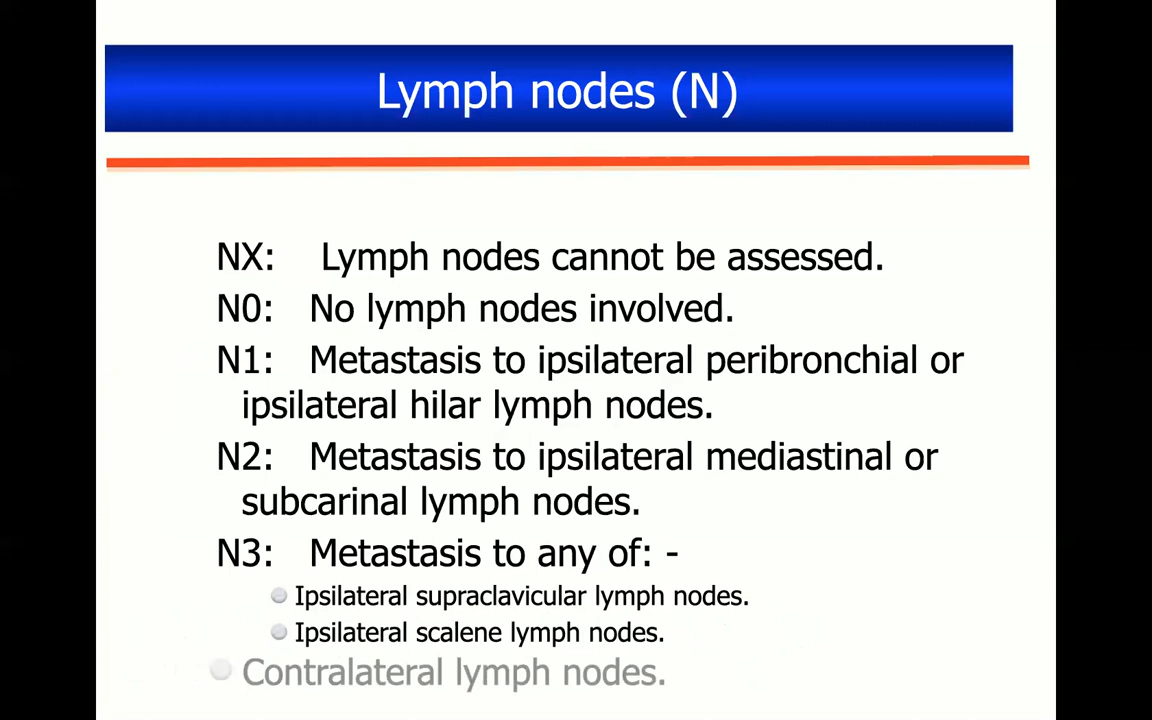 Lymph nodes (N)
NX: Lymph nodes cannot be assessed.
N0: No lymph nodes involved.
N1: Metastasis to ipsilateral peribronchial or
ipsilateral hilar lymph nodes.
N2: Metastasis to ipsilateral mediastinal or
subcarinal lymph nodes.
N3: Metastasis to any of: -
Ipsilateral supraclavicular lymph nodes.
Ipsilateral scalene lymph nodes.
Contralateral lymph nodes.